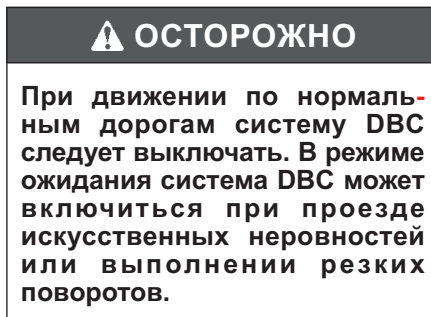 ОСТОРОЖНО
При движении по нормаль-
ным дорогам систему DBC
следует выключать. В режиме
ожидания система DBC может
включиться при проезде
искусственных неровностей
или выполнении резких
поворотов.